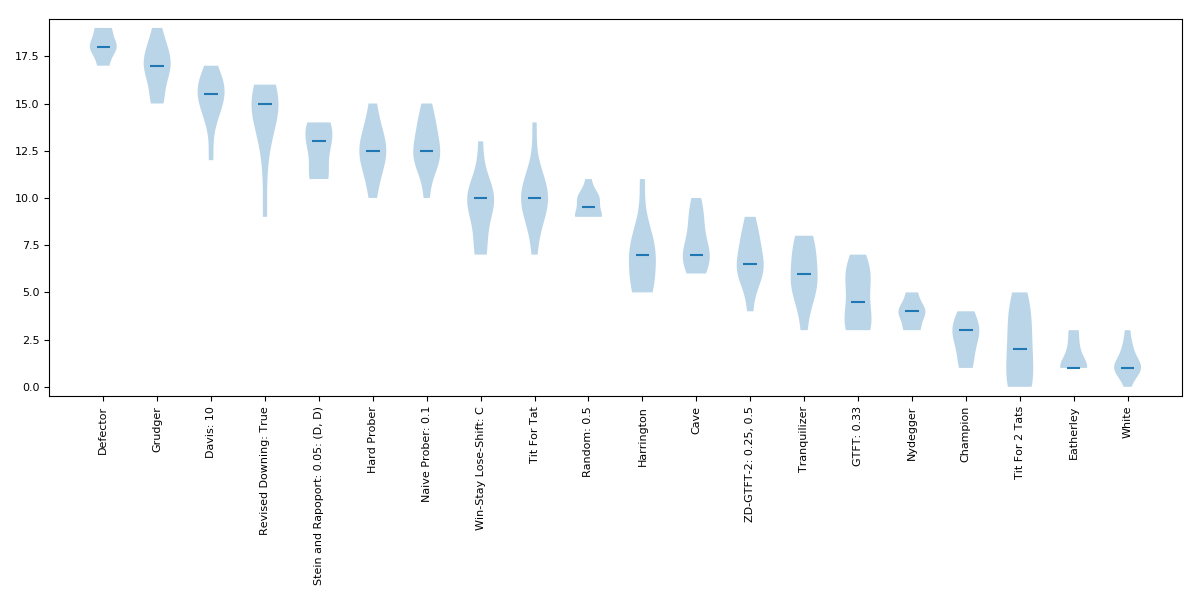 17.5
15.0
12.5
10.0
7.5
5.0
2.5
0.0
Defector
Grudger
Davis: 10
Revised Downing: True
Stein and Rapoport: 0.05: (D, D)
Hard Prober
Naive Prober: 0.1
Win-Stay Lose-Shift: C
Tit For Tat
Random: 0.5
Harrington
Cave
ZD-GTFT-2: 0.25, 0.5
Tranquilizer
GTFT: 0.33
Nydegger
Champion
Tit For 2 Tats
Eatherley
White